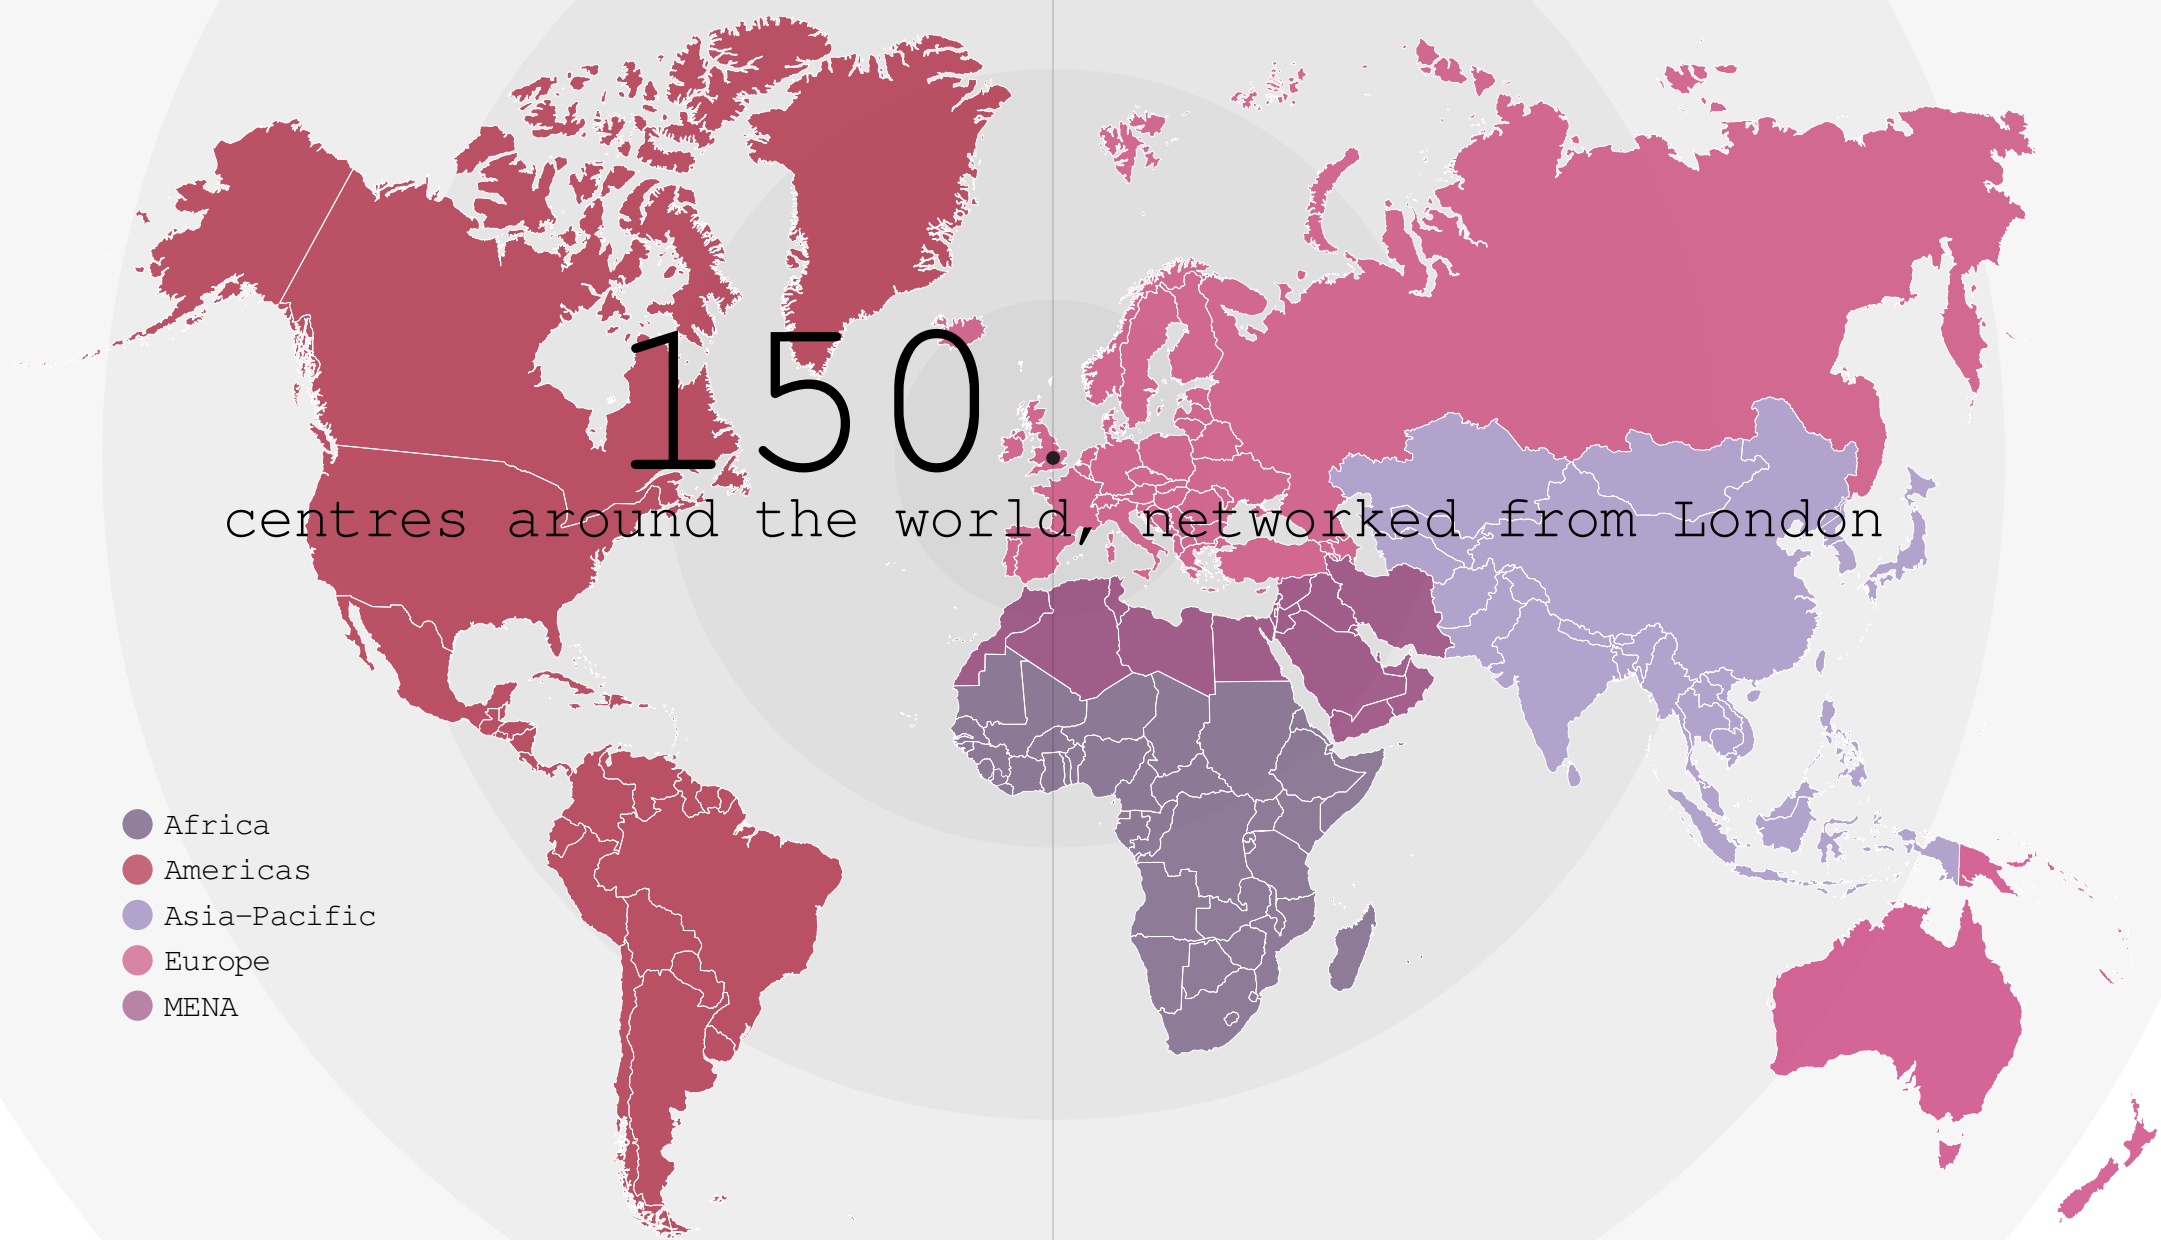 150
centres around the world, networked from London
Africa
Americas
Asia-Pacific
Europe
MENA